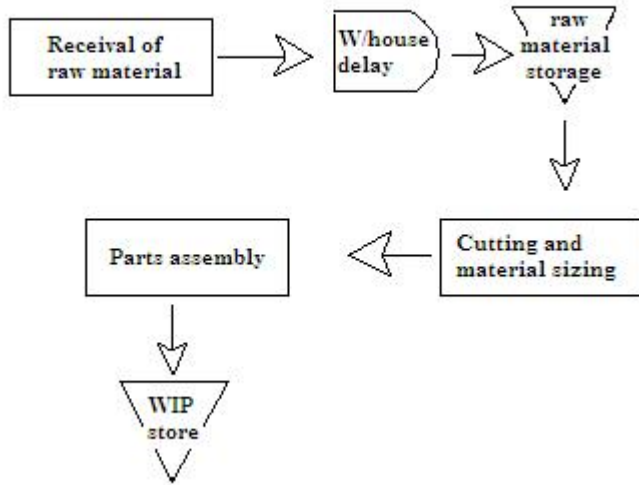 Receival of
raw material
W/house
delay
raw
material
storage
Cutting and
material sizing
Parts assembly
WIP
store